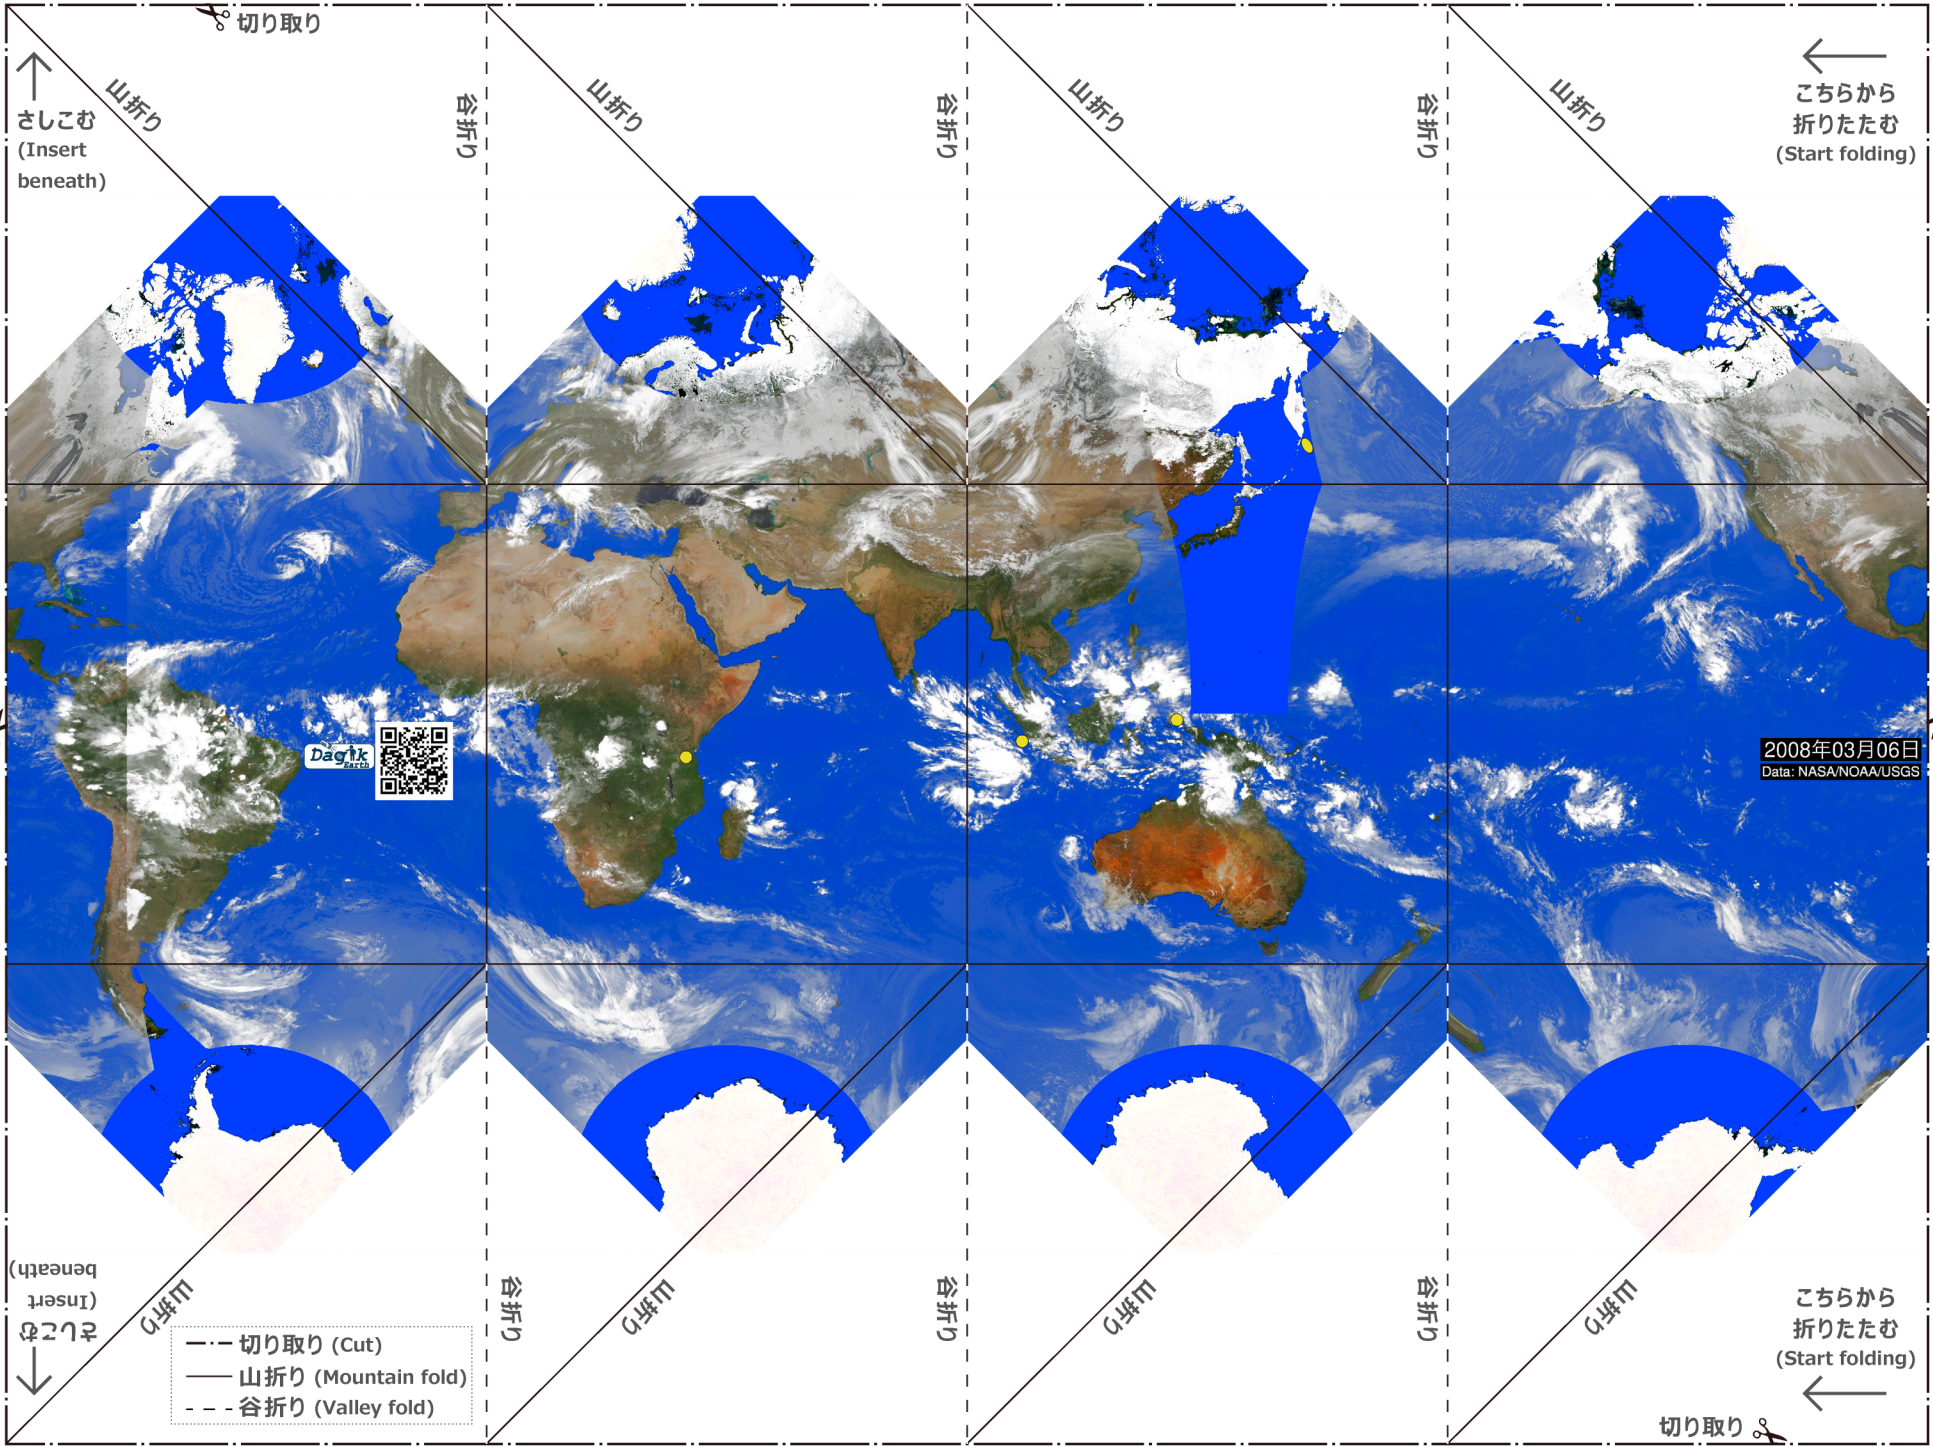 切り取り
山折り
山折り
山折り
山折り
谷折り
谷折り
谷折り
さしこむ
(Insert
beneath)
こちらから
折りたたむ
(Start folding)
Dagik
Earth
2008年03月06日
Data: NASA/NOAA/USGS
さしこむ
(Insert
beneath)
山折り
山折り
山折り
山折り
谷折り
谷折り
谷折り
切り取り (Cut)
山折り (Mountain fold)
谷折り (Valley fold)
こちらから
折りたたむ
(Start folding)
切り取り